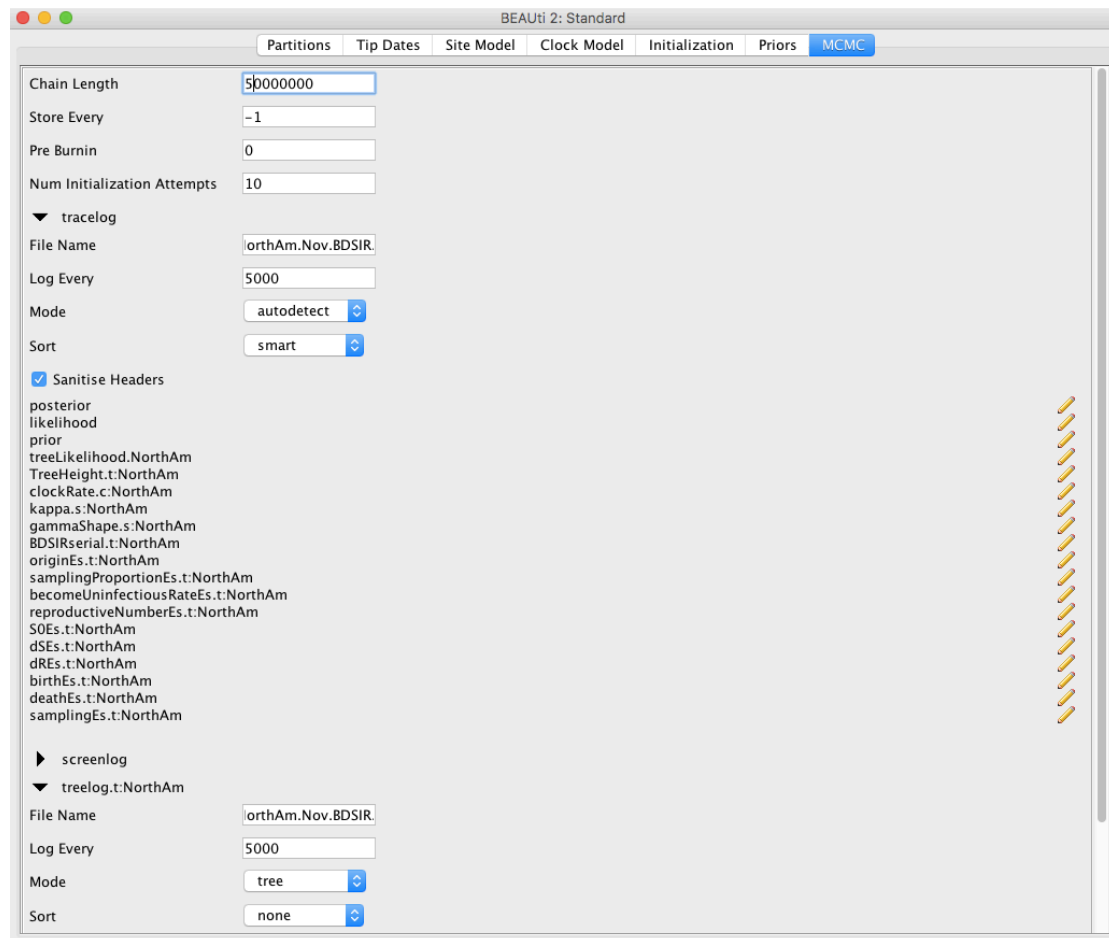 BEAUti 2: Standard
Partitions Tip Dates Site Model Clock Model Initialization Priors MCMC
Chain Length 50000000
Store Every -1
Pre Burnin 0
Num Initialization Attempts 10
tracelog
File Name orthAm.Nov.BDSIR.
Log Every 5000
Mode autodetect
Sort smart
Sanitise Headers
posterior
likelihood
prior
treeLikelihood.NorthAm
TreeHeight.t:NorthAm
clockRate.c:NorthAm
kappa.s:NorthAm
gammaShape.s:NorthAm
BDSIRserial.t:NorthAm
originEs.t:NorthAm
samplingProportionEs.t:NorthAm
becomeUninfectiousRateEs.t:NorthAm
reproductiveNumberEs.t:NorthAm
S0Es.t:NorthAm
dSEs.t:NorthAm
dREs.t:NorthAm
birthEs.t:NorthAm
deathEs.t:NorthAm
samplingEs.t:NorthAm
screenlog
treelog.t:NorthAm
File Name orthAm.Nov.BDSIR.
Log Every 5000
Mode tree
Sort none